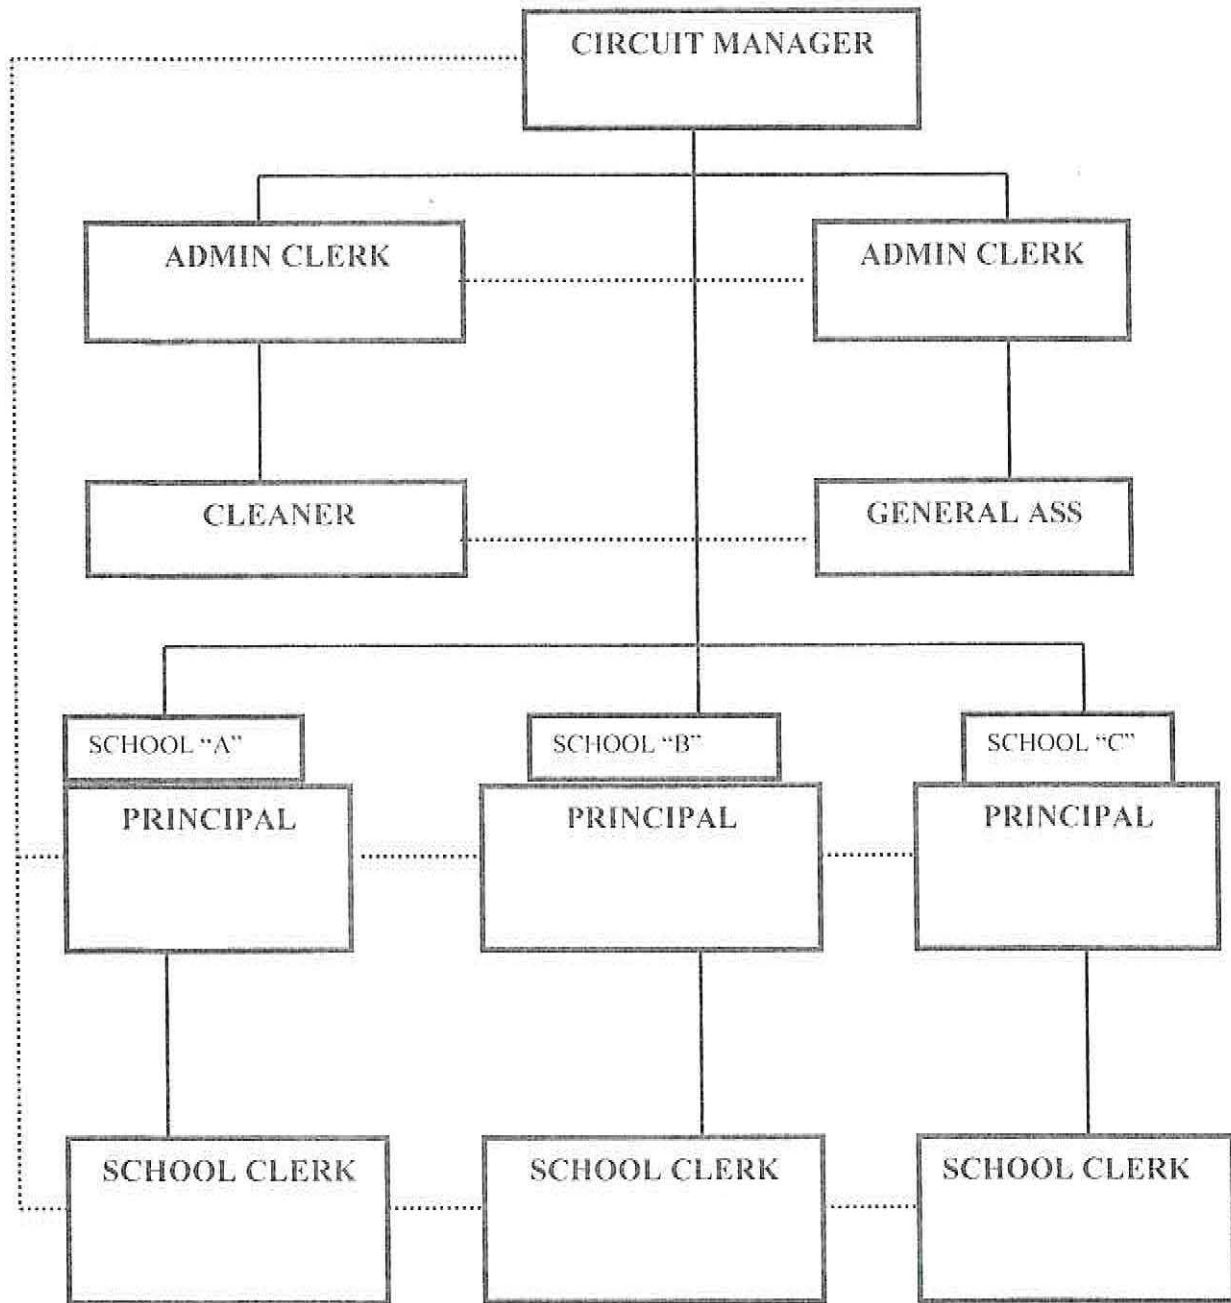 CIRCUIT MANAGER
ADMIN CLERK
ADMIN CLERK
CLEANER
GENERAL ASS
SCHOOL “A”
SCHOOL “B”
SCHOOL “C”
PRINCIPAL
PRINCIPAL
PRINCIPAL
SCHOOL CLERK
SCHOOL CLERK
SCHOOL CLERK